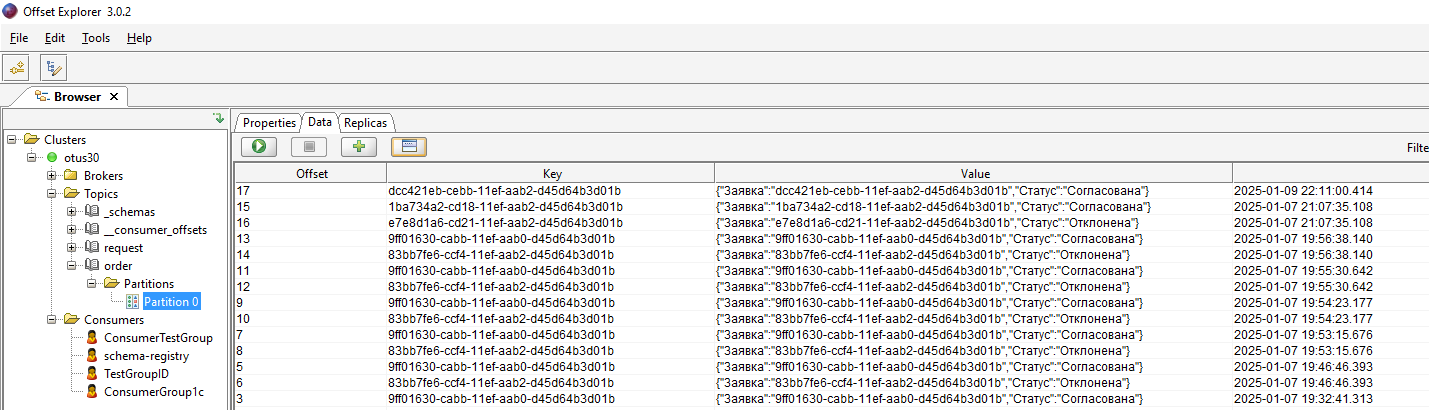 Offset Explorer 3.0.2
File Edit Tools Help
Browser
Clusters
otus30
Brokers
Topics
_schemas
__consumer_offsets
request
order
Partitions
Partition 0
Consumers
ConsumerTestGroup
schema-registry
TestGroupID
ConsumerGroup1c
Properties Data Replicas
Filte
Offset Key Value
17 dcc421eb-cebb-11ef-aab2-d45d64b3d01b {"Заявка":"dcc421eb-cebb-11ef-aab2-d45d64b3d01b","Статус":"Согласована"} 2025-01-09 22:11:00.414
15 1ba734a2-cd18-11ef-aab2-d45d64b3d01b {"Заявка":"1ba734a2-cd18-11ef-aab2-d45d64b3d01b","Статус":"Согласована"} 2025-01-07 21:07:35.108
16 e7e8d1a6-cd21-11ef-aab2-d45d64b3d01b {"Заявка":"e7e8d1a6-cd21-11ef-aab2-d45d64b3d01b","Статус":"Отклонена"} 2025-01-07 21:07:35.108
13 9ff01630-cabb-11ef-aab0-d45d64b3d01b {"Заявка":"9ff01630-cabb-11ef-aab0-d45d64b3d01b","Статус":"Согласована"} 2025-01-07 19:56:38.140
14 83bb7fe6-ccf4-11ef-aab2-d45d64b3d01b {"Заявка":"83bb7fe6-ccf4-11ef-aab2-d45d64b3d01b","Статус":"Отклонена"} 2025-01-07 19:56:38.140
11 9ff01630-cabb-11ef-aab0-d45d64b3d01b {"Заявка":"9ff01630-cabb-11ef-aab0-d45d64b3d01b","Статус":"Согласована"} 2025-01-07 19:55:30.642
12 83bb7fe6-ccf4-11ef-aab2-d45d64b3d01b {"Заявка":"83bb7fe6-ccf4-11ef-aab2-d45d64b3d01b","Статус":"Отклонена"} 2025-01-07 19:55:30.642
9 9ff01630-cabb-11ef-aab0-d45d64b3d01b {"Заявка":"9ff01630-cabb-11ef-aab0-d45d64b3d01b","Статус":"Согласована"} 2025-01-07 19:54:23.177
10 83bb7fe6-ccf4-11ef-aab2-d45d64b3d01b {"Заявка":"83bb7fe6-ccf4-11ef-aab2-d45d64b3d01b","Статус":"Отклонена"} 2025-01-07 19:54:23.177
7 9ff01630-cabb-11ef-aab0-d45d64b3d01b {"Заявка":"9ff01630-cabb-11ef-aab0-d45d64b3d01b","Статус":"Согласована"} 2025-01-07 19:53:15.676
8 83bb7fe6-ccf4-11ef-aab2-d45d64b3d01b {"Заявка":"83bb7fe6-ccf4-11ef-aab2-d45d64b3d01b","Статус":"Отклонена"} 2025-01-07 19:53:15.676
5 9ff01630-cabb-11ef-aab0-d45d64b3d01b {"Заявка":"9ff01630-cabb-11ef-aab0-d45d64b3d01b","Статус":"Согласована"} 2025-01-07 19:46:46.393
6 83bb7fe6-ccf4-11ef-aab2-d45d64b3d01b {"Заявка":"83bb7fe6-ccf4-11ef-aab2-d45d64b3d01b","Статус":"Отклонена"} 2025-01-07 19:46:46.393
3 9ff01630-cabb-11ef-aab0-d45d64b3d01b {"Заявка":"9ff01630-cabb-11ef-aab0-d45d64b3d01b","Статус":"Согласована"} 2025-01-07 19:32:41.313